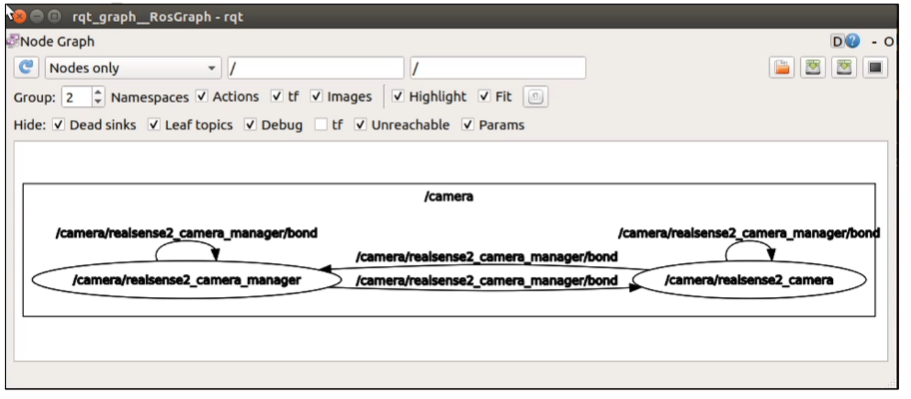 rqt_graph__RosGraph - rqt
Node Graph
D
- O
Nodes only
/
/
Group: 2 Namespaces Actions tf Images Highlight Fit
Hide: Dead sinks Leaf topics Debug tf Unreachable Params
/camera
/camera/realsense2_camera_manager/bond
/camera/realsense2_camera_manager/bond
/camera/realsense2_camera_manager/bond
/camera/realsense2_camera_manager
/camera/realsense2_camera_manager/bond
/camera/realsense2_camera